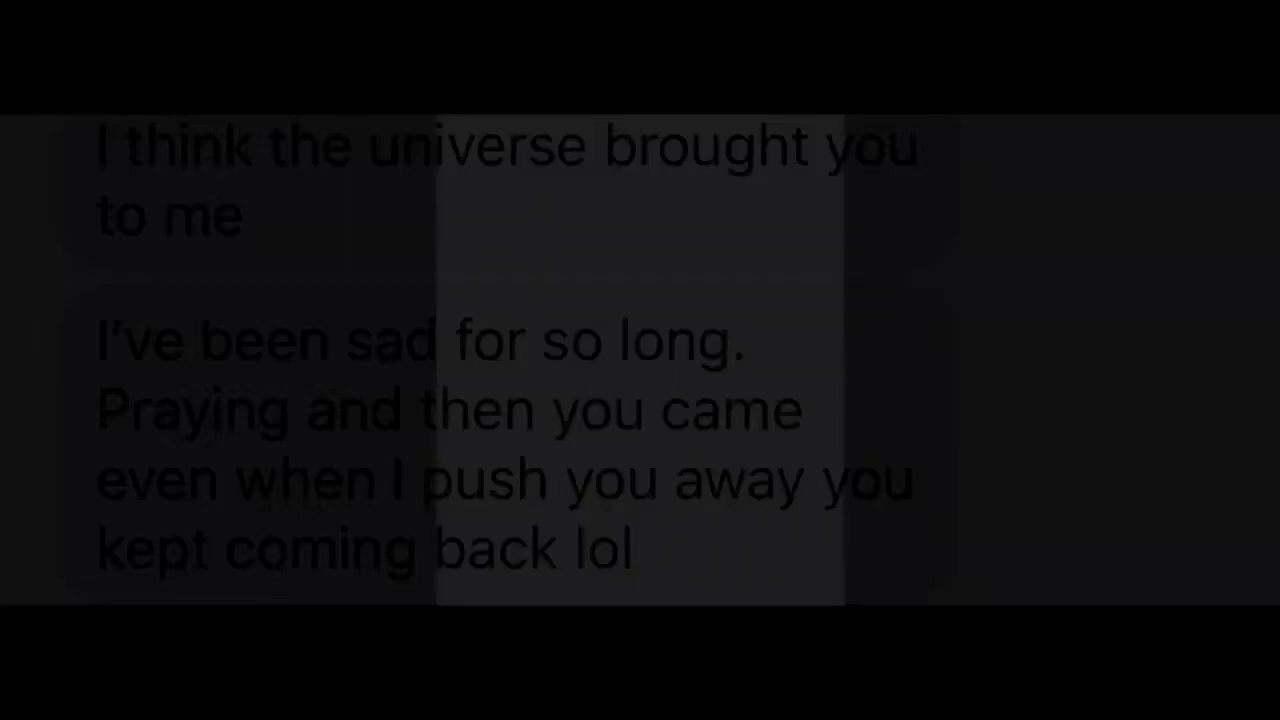 I think the universe brought you
to me
I've been sad for so long.
Praying and then you came
even when I push you away you
kept coming back lol